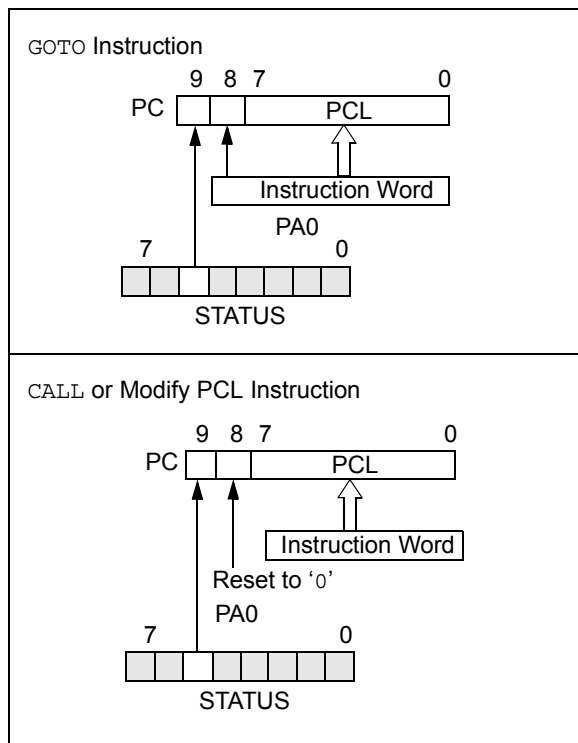 GOTO Instruction
9 8 7 0
PC PCL
Instruction Word
PA0
7 0
STATUS
CALL or Modify PCL Instruction
9 8 7 0
PC PCL
Instruction Word
Reset to ‘0’
PA0
7 0
STATUS